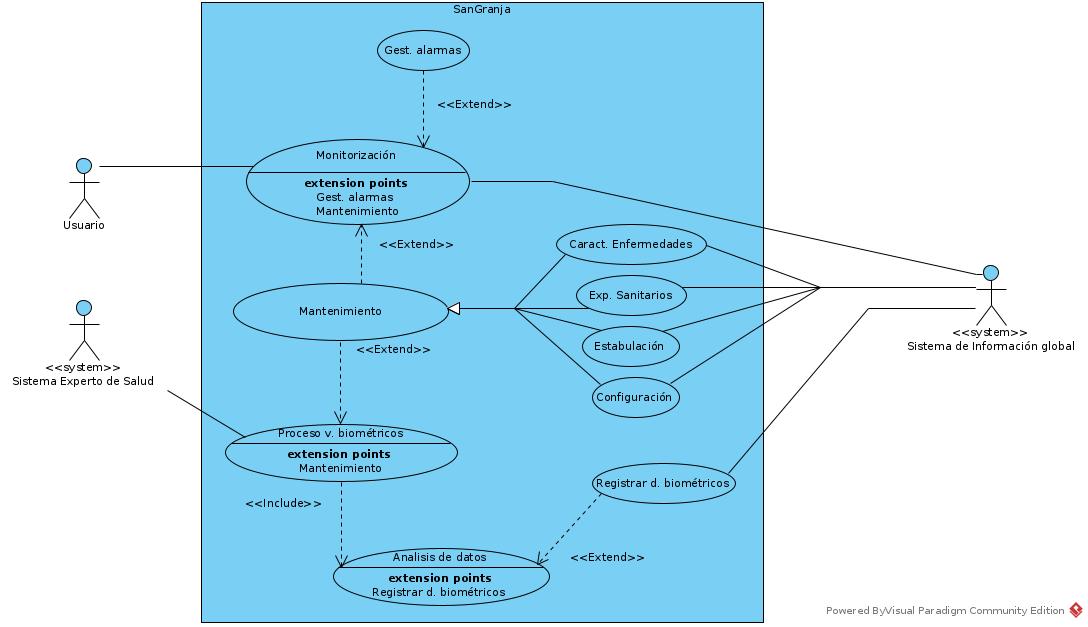 SanGranja
Gest. alarmas
<<Extend>>
Monitorización
extension points
Gest. alarmas
Mantenimiento
Usuario
<<Extend>>
Caract. Enfermedades
Exp. Sanitarios
Mantenimiento
Estabulación
<<Extend>>
Configuración
<<system>>
Sistema de Información global
<<system>>
Sistema Experto de Salud
Proceso v. biométricos
extension points
Mantenimiento
<<Include>>
Registrar d. biométricos
Analisis de datos
<<Extend>>
extension points
Registrar d. biométricos
Powered ByVisual Paradigm Community Edition